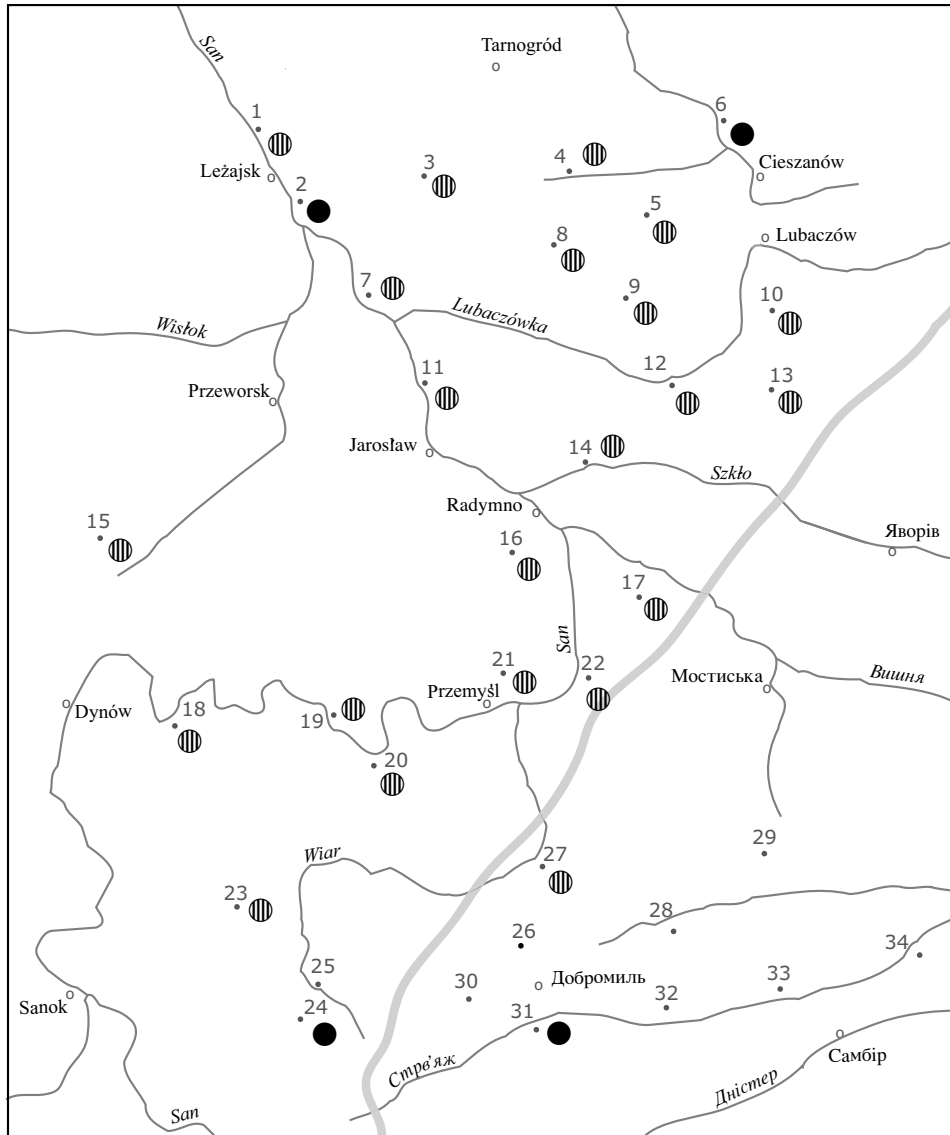 San
Tarnogród
1
6
Leżajsk
3
4
Cieszanów
2
5
8
Lubaczów
7
9
10
Wisłok
Lubaczówka
Przeworsk
11
12
13
Jarosław
14
Szkło
Radymno
15
16
Яворів
17
San
21
22
Przemyśl
Мостиська
Вишня
Dynów
18
19
20
Wiar
27
29
23
28
26
34
25
30
Добромиль
33
Sanok
24
31
32
Стрв’яж
Самбір
Дністер
San